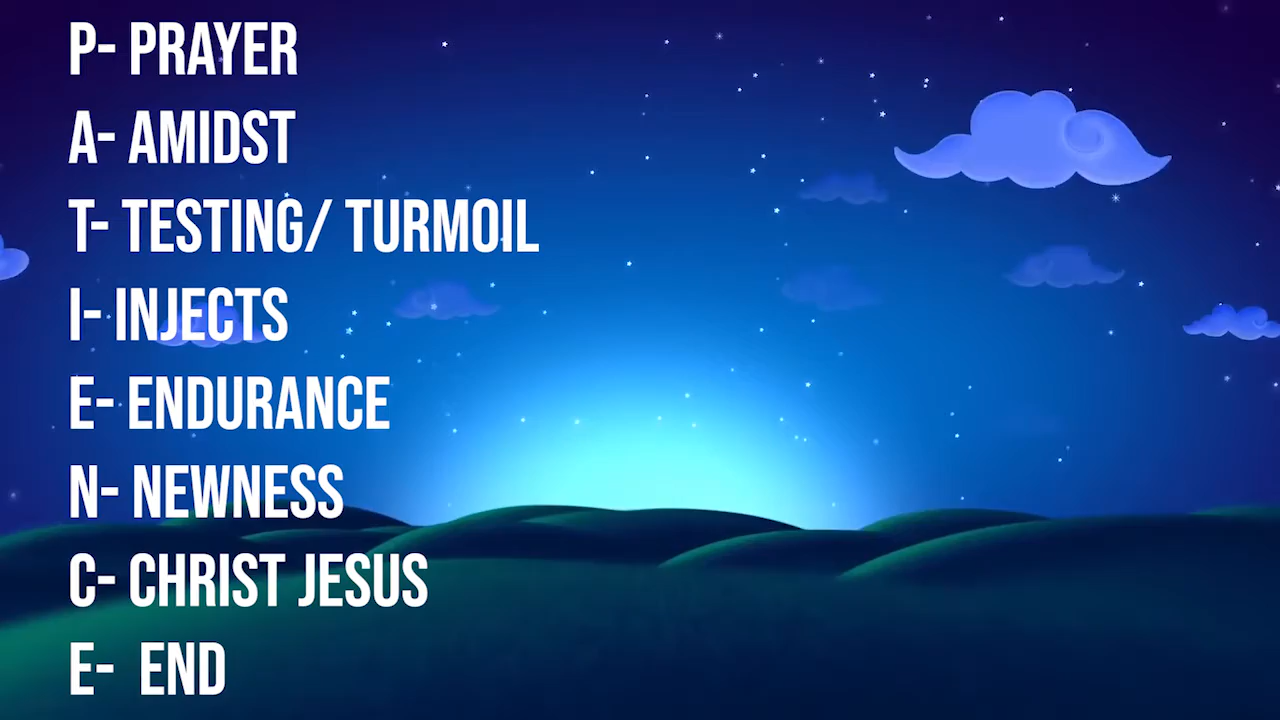 P- PRAYER
A- AMIDST
T- TESTING/ TURMOIL
I- INJECTS
E- ENDURANCE
N- NEWNESS
C- CHRIST JESUS
E- END